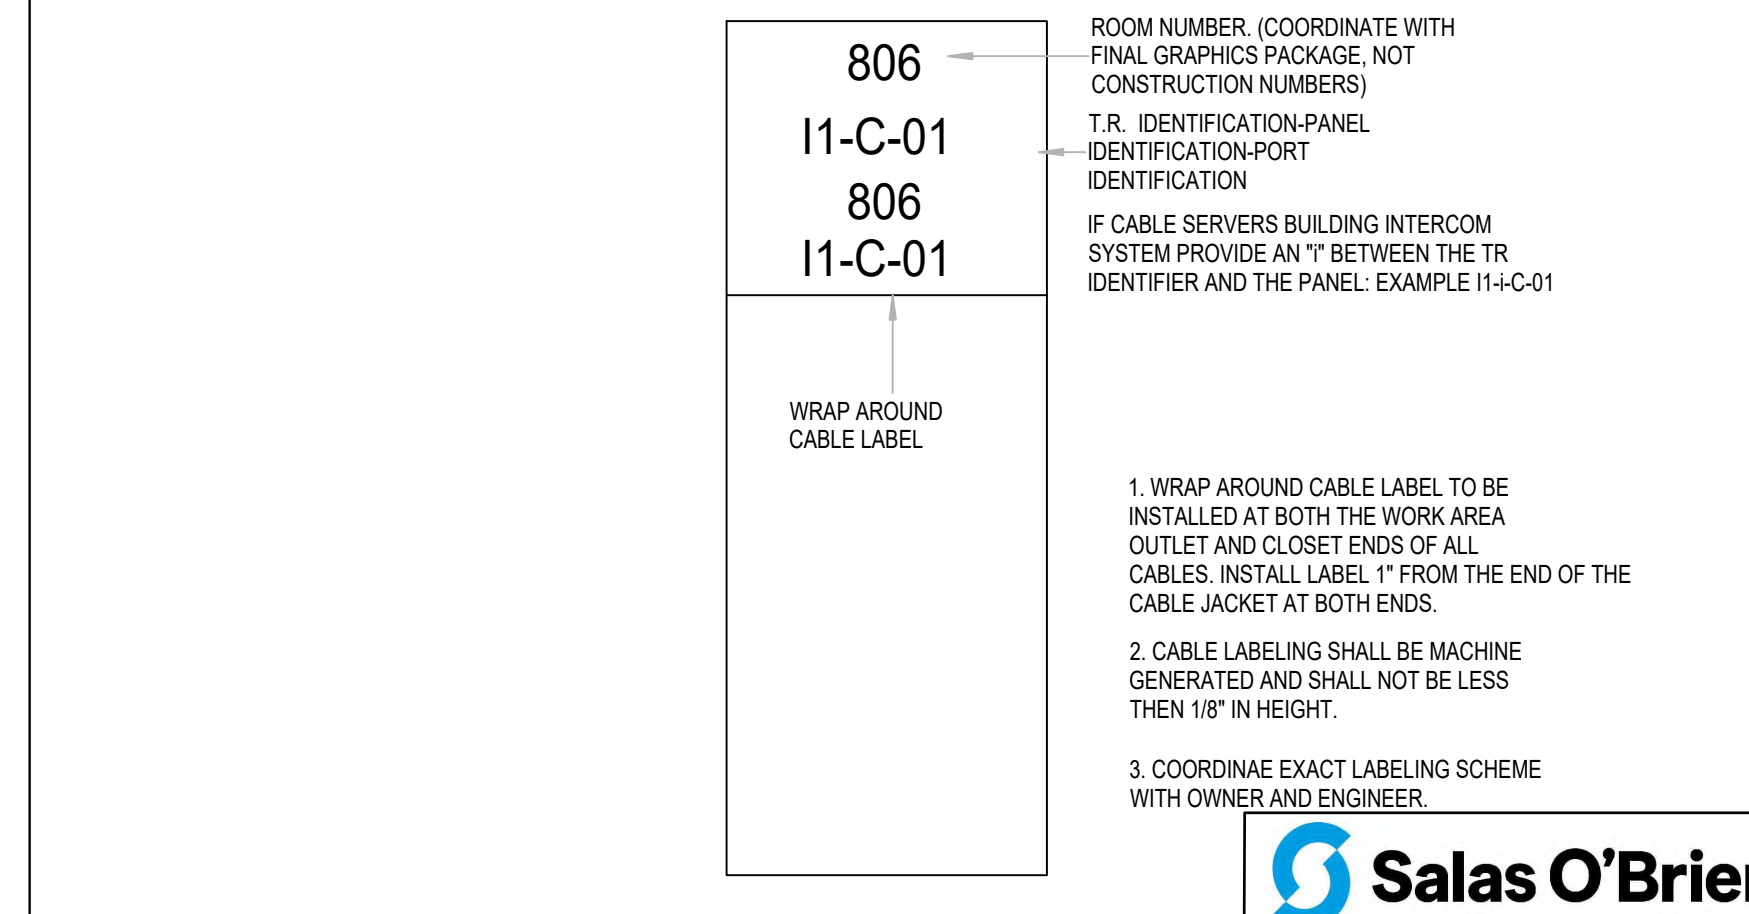 806
I1-C-01
806
I1-C-01
WRAP AROUND
CABLE LABEL
ROOM NUMBER. (COORDINATE WITH
FINAL GRAPHICS PACKAGE, NOT
CONSTRUCTION NUMBERS)
T.R. IDENTIFICATION-PANEL
IDENTIFICATION-PORT
IDENTIFICATION
IF CABLE SERVERS BUILDING INTERCOM
SYSTEM PROVIDE AN "i" BETWEEN THE TR
IDENTIFIER AND THE PANEL: EXAMPLE I1-i-C-01
1. WRAP AROUND CABLE LABEL TO BE
INSTALLED AT BOTH THE WORK AREA
OUTLET AND CLOSET ENDS OF ALL
CABLES. INSTALL LABEL 1" FROM THE END OF THE
CABLE JACKET AT BOTH ENDS.
2. CABLE LABELING SHALL BE MACHINE
GENERATED AND SHALL NOT BE LESS
THEN 1/8" IN HEIGHT.
3. COORDINAE EXACT LABELING SCHEME
WITH OWNER AND ENGINEER.
Salas O'Brien